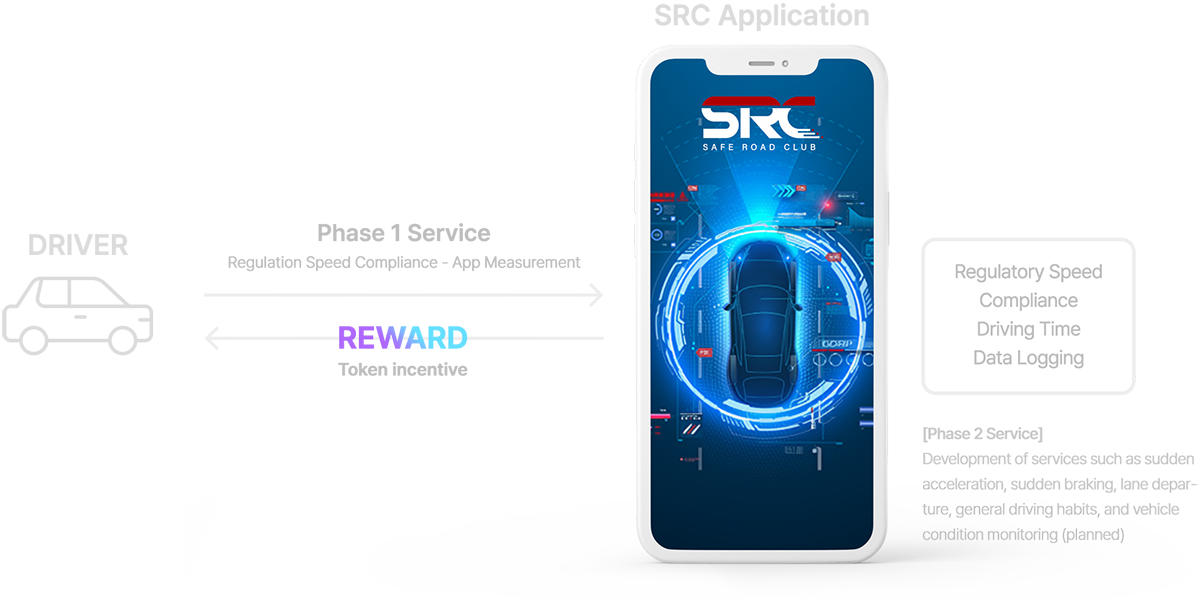 SRC Application
SRC
SAFE ROAD CLUB
DRIVER
Phase 1 Service
Regulation Speed Compliance - App Measurement
REWARD
Token incentive
Regulatory Speed
Compliance
Driving Time
Data Logging
[Phase 2 Service]
Development of services such as sudden
acceleration, sudden braking, lane depar-
ture, general driving habits, and vehicle
condition monitoring (planned)